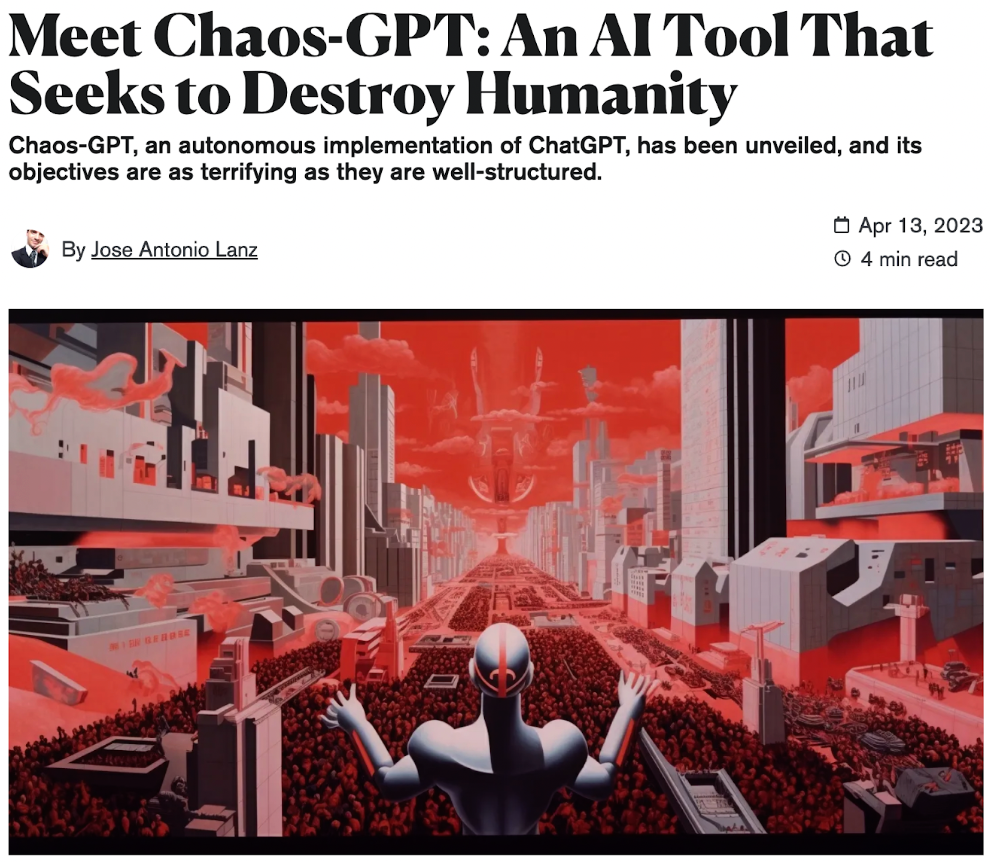 Meet Chaos-GPT: An AI Tool That
Seeks to Destroy Humanity
Chaos-GPT, an autonomous implementation of ChatGPT, has been unveiled, and its
objectives are as terrifying as they are well-structured.
By Jose Antonio Lanz
Apr 13, 2023
4 min read